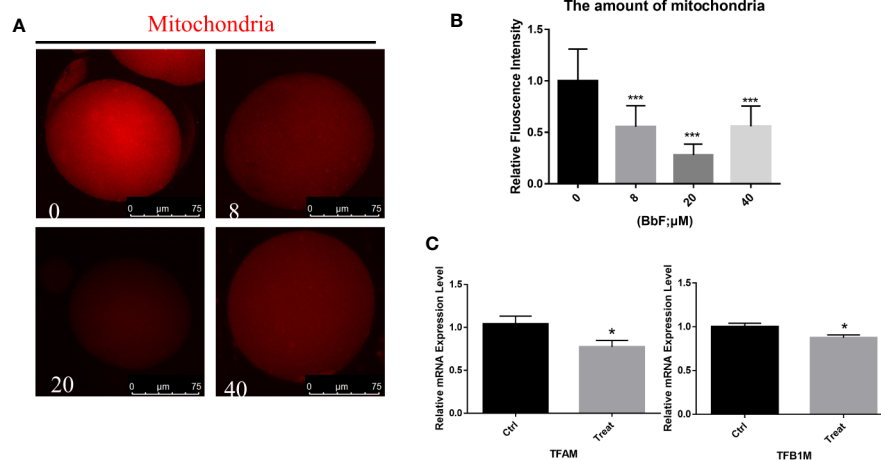 A
Mitochondria
0
0 µm 75
8
0 µm 75
20
0 µm 75
40
0 µm 75
B
The amount of mitochondria
Relative Fluoscence Intensity
1.5
1.0
0.5
0.0
***
***
***
0
8
20
40
(BbF;µM)
C
Relative mRNA Expression Level
1.5
1.0
0.5
0.0
*
Ctrl
Treat
TFAM
Relative mRNA Expression Level
1.5
1.0
0.5
0.0
*
Ctrl
Treat
TFB1M